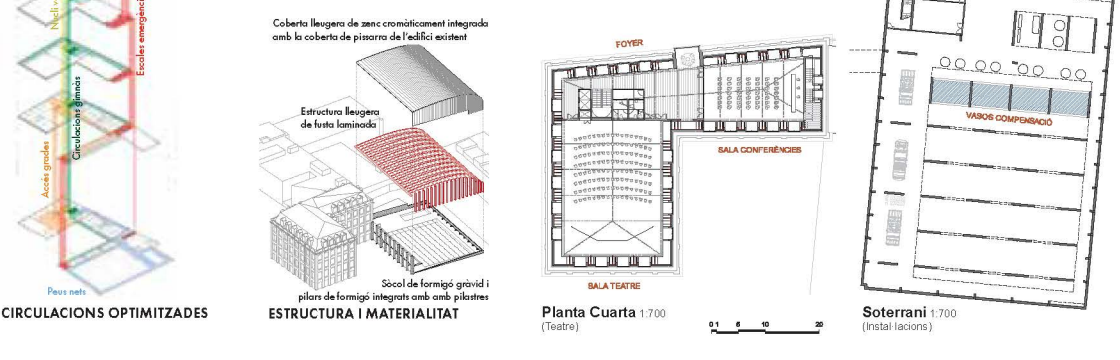 Escales emergènci
Circulacions gimnàs
Accés grades
Peus nets
CIRCULACIONS OPTIMITZADES
Coberta lleugera de zenc cromàticament integrada
amb la coberta de pissarra de l'edifici existent
Estructura lleugera
de fusta laminada
Sòcol de formigó gràvid i
pilars de formigó integrats amb amb pilastres
ESTRUCTURA I MATERIALITAT
FOYER
SALA CONFERÈNCIES
SALA TEATRE
Planta Cuarta 1:700
(Teatre)
0 1 5 10 20
VASOS COMPENSACIÓ
Soterrani 1:700
(Instal·lacions)